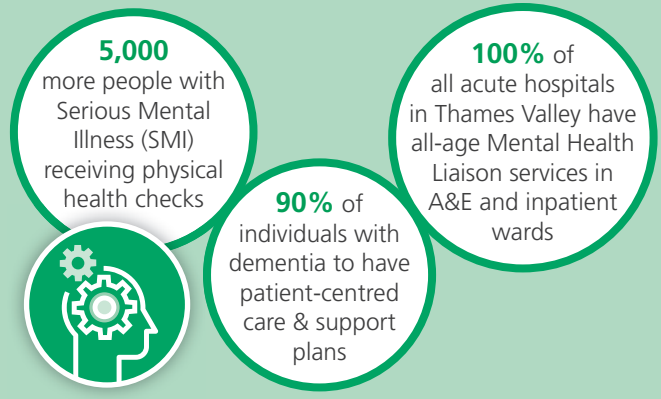 5,000
more people with
Serious Mental
Illness (SMI)
receiving physical
health checks
90% of
individuals with
dementia to have
patient-centred
care & support
plans
100% of
all acute hospitals
in Thames Valley have
all-age Mental Health
Liaison services in
A&E and inpatient
wards